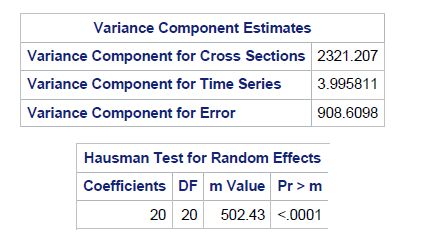 Variance Component Estimates
Variance Component for Cross Sections 2321.207
Variance Component for Time Series 3.995811
Variance Component for Error 908.6098
Hausman Test for Random Effects
Coefficients DF m Value Pr > m
20 20 502.43 <.0001